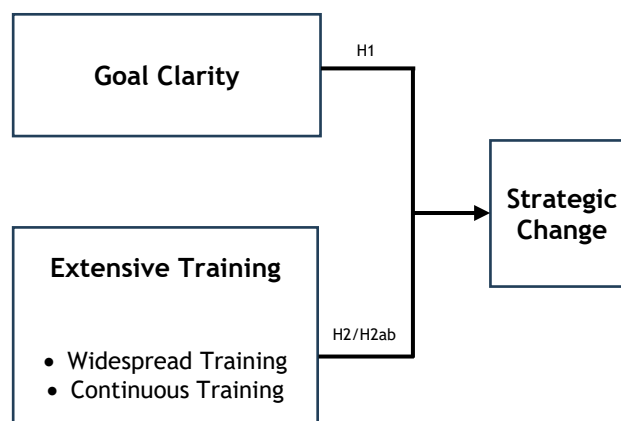 H1
Goal Clarity
Strategic
Change
Extensive Training
H2/H2ab
• Widespread Training
• Continuous Training